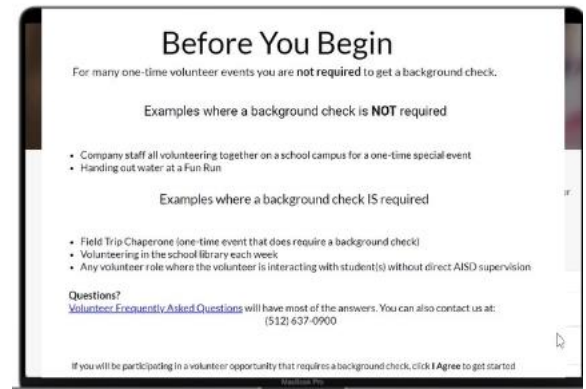 Before You Begin
For many one-time volunteer events you are not required to get a background check.
Examples where a background check is NOT required
• Company staff all volunteering together on a school campus for a one-time special event
• Handing out water at a Fun Run
Examples where a background check IS required
• Field Trip Chaperone (one-time event that does require a background check)
• Volunteering in the school library each week
• Any volunteer role where the volunteer is interacting with student(s) without direct AISD supervision
Questions?
Volunteer Frequently Asked Questions will have most of the answers. You can also contact us at:
(512) 637-0900
If you will be participating in a volunteer opportunity that requires a background check, click I Agree to get started
MacBook Pro